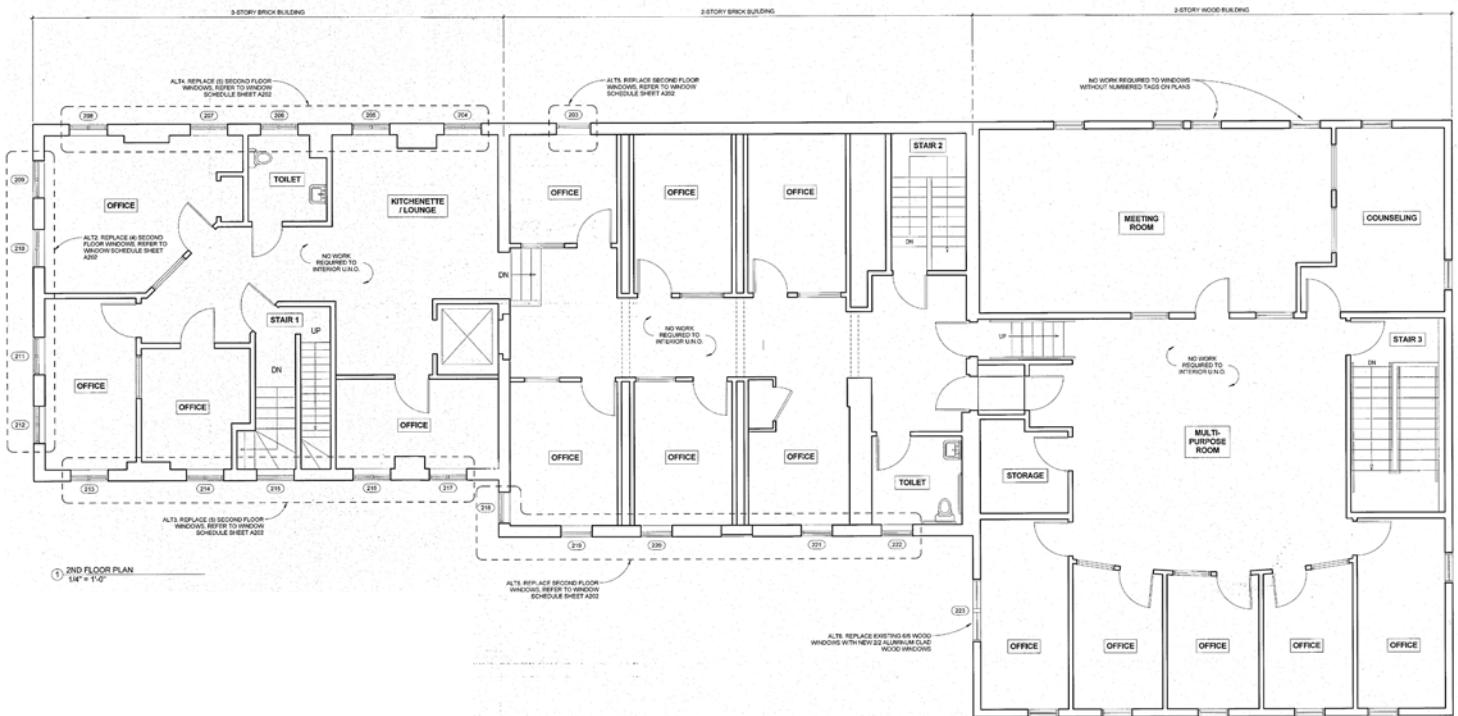 3-STORY BRICK BUILDING
2-STORY BRICK BUILDING
2-STORY WOOD BUILDING
ALT4. REPLACE (5) SECOND FLOOR
WINDOWS, REFER TO WINDOW
SCHEDULE SHEET A202
ALT5. REPLACE SECOND FLOOR
WINDOWS, REFER TO WINDOW
SCHEDULE SHEET A202
NO WORK REQUIRED TO WINDOWS
WITHOUT NUMBERED TAGS ON PLANS
208
207
206
205
204
203
209
210
211
212
ALT2. REPLACE (4) SECOND
FLOOR WINDOWS, REFER TO
WINDOW SCHEDULE SHEET
A202
OFFICE
TOILET
KITCHENETTE
/ LOUNGE
NO WORK
REQUIRED TO
INTERIOR U.N.O.
STAIR 1
UP
DN
OFFICE
OFFICE
OFFICE
DN
OFFICE
OFFICE
OFFICE
STAIR 2
DN
NO WORK
REQUIRED TO
INTERIOR U.N.O.
OFFICE
OFFICE
OFFICE
TOILET
MEETING
ROOM
COUNSELING
UP
NO WORK
REQUIRED TO
INTERIOR U.N.O.
STAIR 3
DN
MULTI-
PURPOSE
ROOM
STORAGE
213
214
215
216
217
218
219
220
221
222
223
ALT3. REPLACE (5) SECOND FLOOR
WINDOWS, REFER TO WINDOW
SCHEDULE SHEET A202
ALT5. REPLACE SECOND FLOOR
WINDOWS, REFER TO WINDOW
SCHEDULE SHEET A202
ALT6. REPLACE EXISTING 6/6 WOOD
WINDOWS WITH NEW 2/2 ALUMINUM CLAD
WOOD WINDOWS
OFFICE
OFFICE
OFFICE
OFFICE
OFFICE
1 2ND FLOOR PLAN
1/4" = 1'-0"